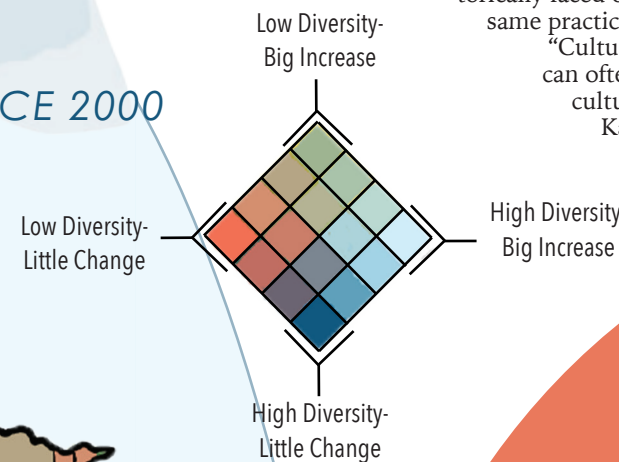 same practic
"Cultu
can ofte
cultu
Low Diversity-
Big Increase
CE 2000
Low Diversity-
Little Change
High Diversity
Big Increase
High Diversity-
Little Change